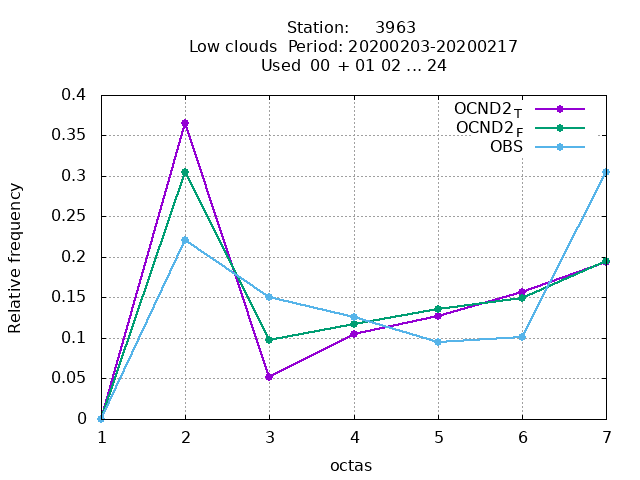 Station: 3963
Low clouds Period: 20200203-20200217
Used 00 + 01 02 ... 24
0.4
0.35
0.3
0.25
0.2
0.15
0.1
0.05
0
Relative frequency
OCND2_T
OCND2_F
OBS
1 2 3 4 5 6 7
octas